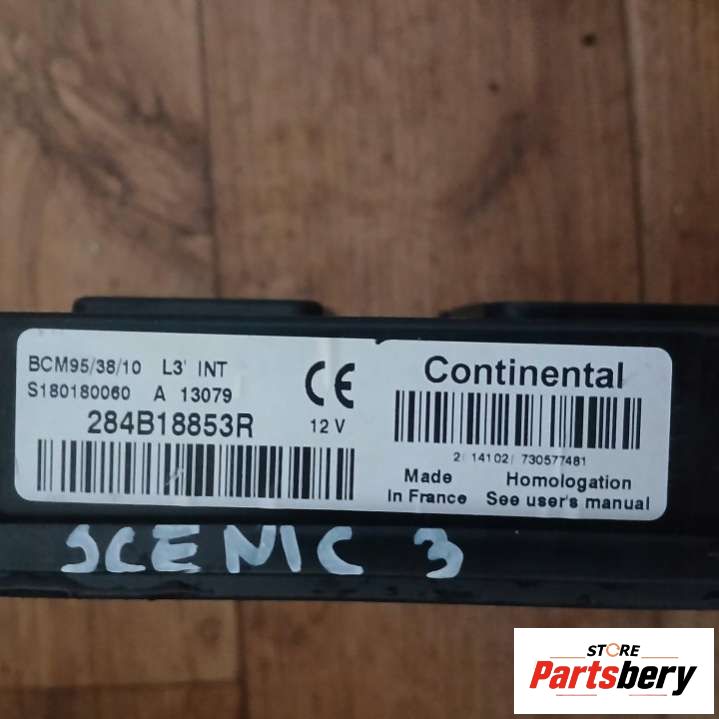 BCM95/38/10 L3' INT
S180180060 A 13079
284B18853R
CE
12 V
Continental
2 14102 730577481
Made
in France
Homologation
See user's manual
SCENIC 3
STORE
Partsbery